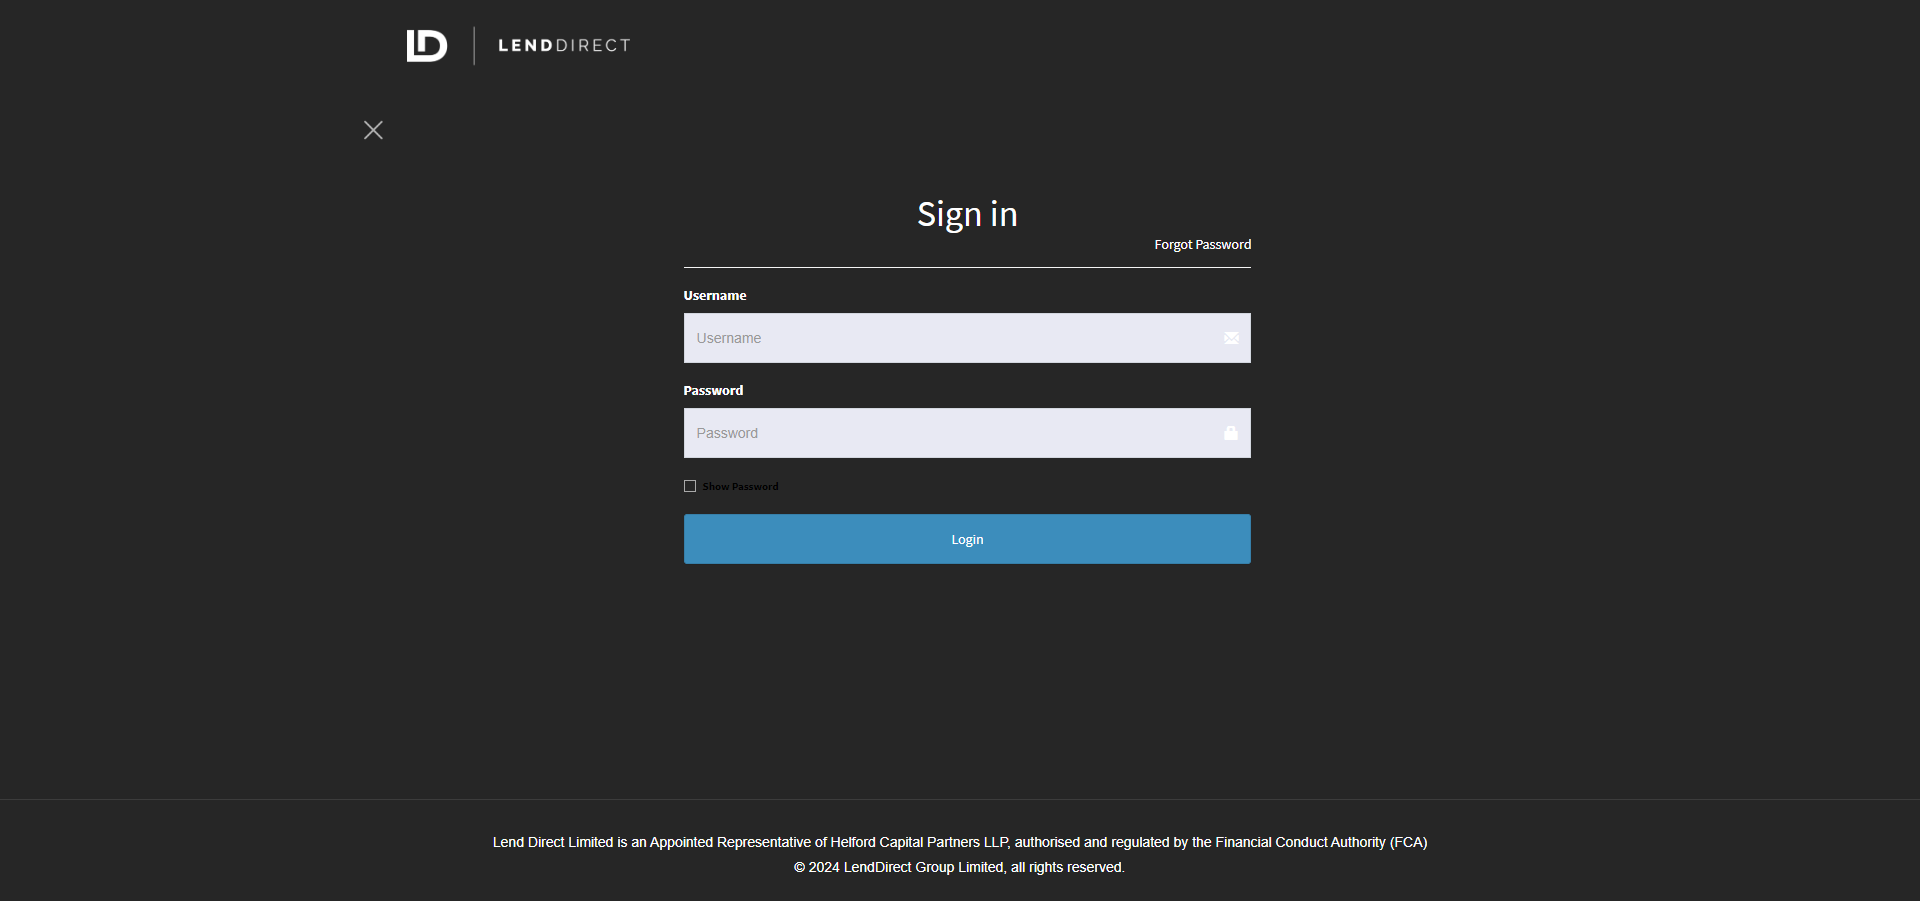 LD | LENDDIRECT
Sign in
Forgot Password
Username
Username
Password
Password
Show Password
Login
Lend Direct Limited is an Appointed Representative of Helford Capital Partners LLP, authorised and regulated by the Financial Conduct Authority (FCA)
© 2024 LendDirect Group Limited, all rights reserved.